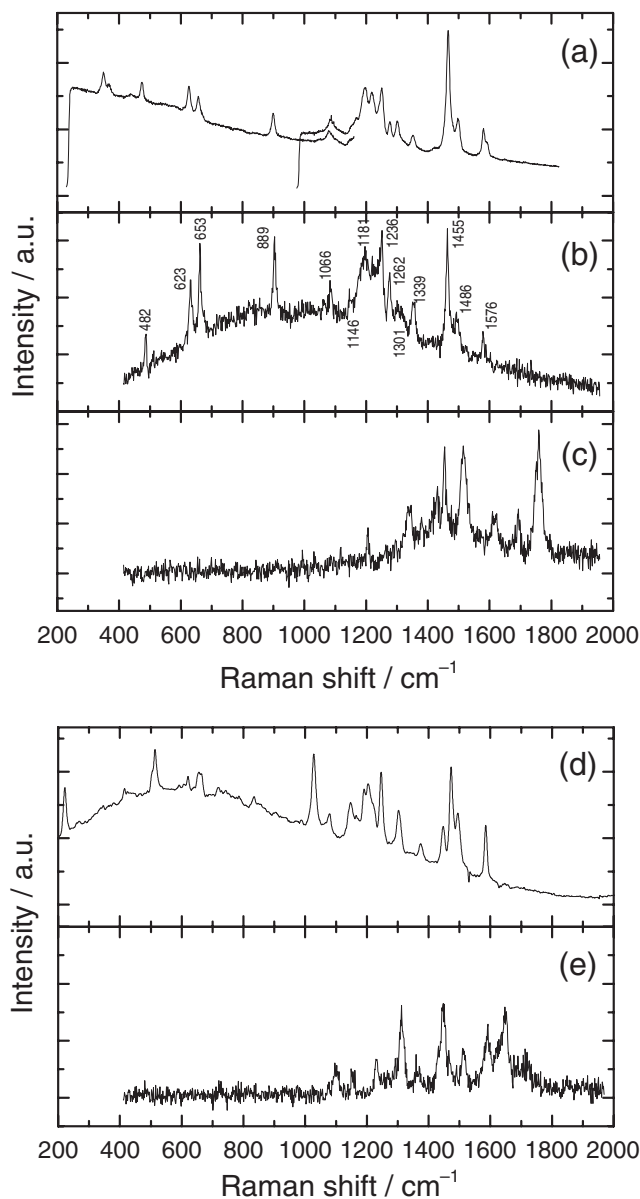 (a)
(b)
482
623
653
889
1066
1146
1181
1236
1262
1301
1339
1455
1486
1576
(c)
Intensity / a.u.
200 400 600 800 1000 1200 1400 1600 1800 2000
Raman shift / cm⁻¹
(d)
(e)
Intensity / a.u.
200 400 600 800 1000 1200 1400 1600 1800 2000
Raman shift / cm⁻¹